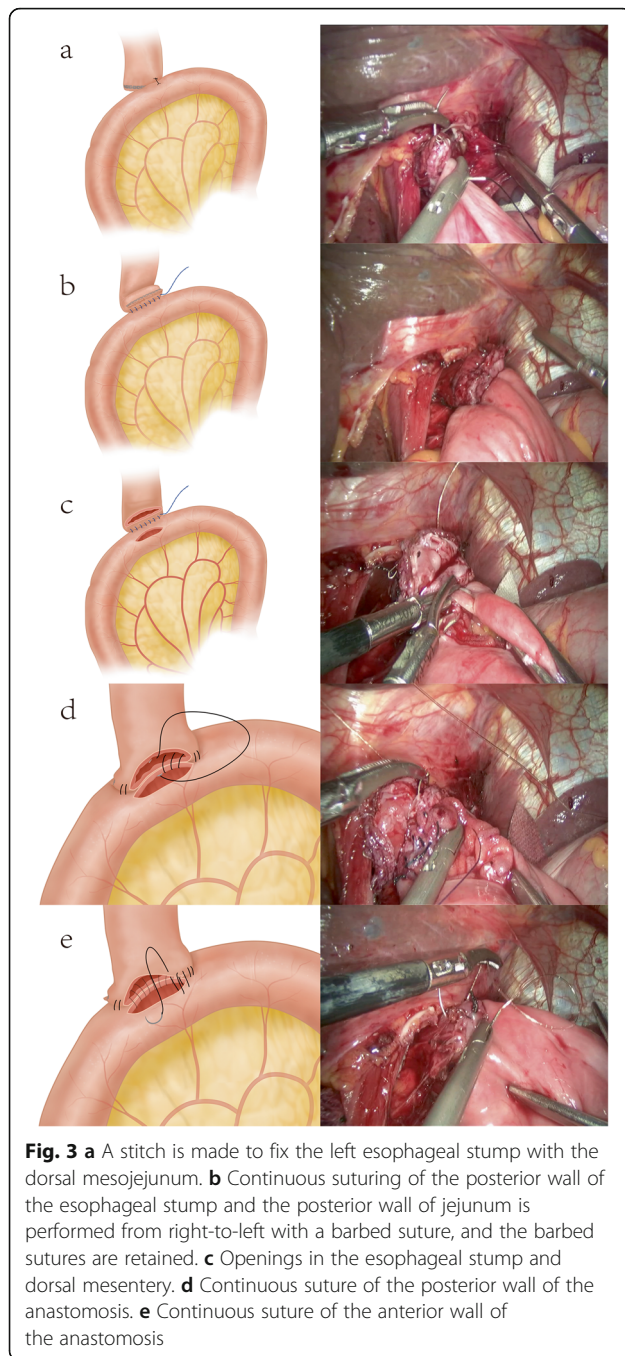 a
b
c
d
e
Fig. 3 a A stitch is made to fix the left esophageal stump with the
dorsal mesojejunum. b Continuous suturing of the posterior wall of
the esophageal stump and the posterior wall of jejunum is
performed from right-to-left with a barbed suture, and the barbed
sutures are retained. c Openings in the esophageal stump and
dorsal mesentery. d Continuous suture of the posterior wall of the
anastomosis. e Continuous suture of the anterior wall of
the anastomosis